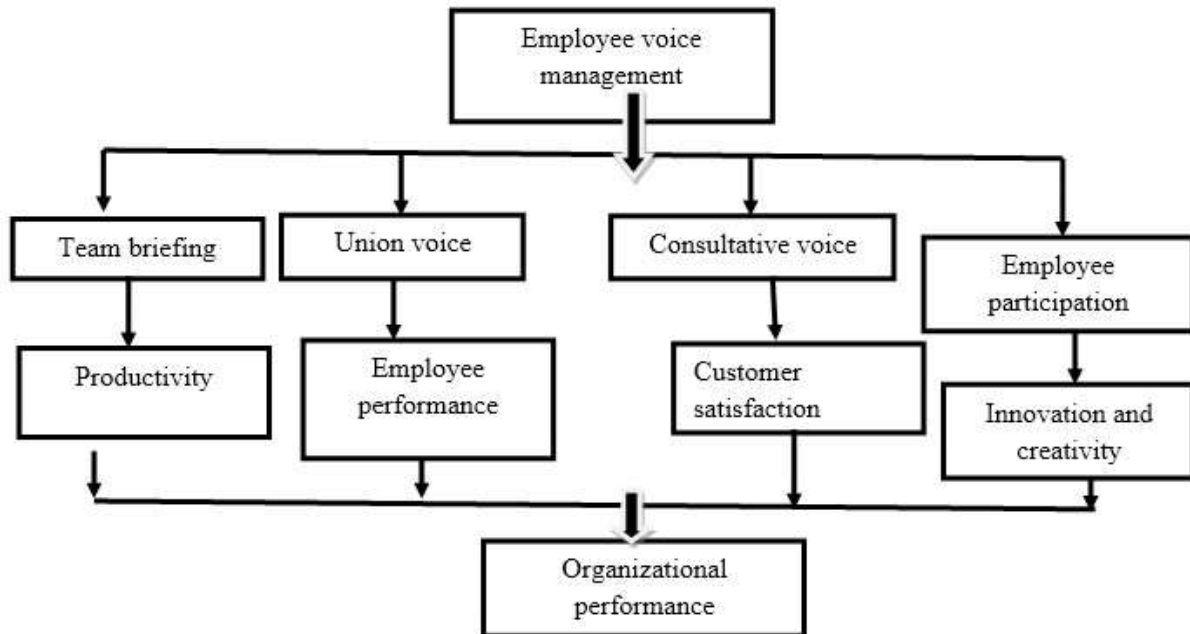 Employee voice
management
Team briefing
Union voice
Consultative voice
Employee
participation
Productivity
Employee
performance
Customer
satisfaction
Innovation and
creativity
Organizational
performance